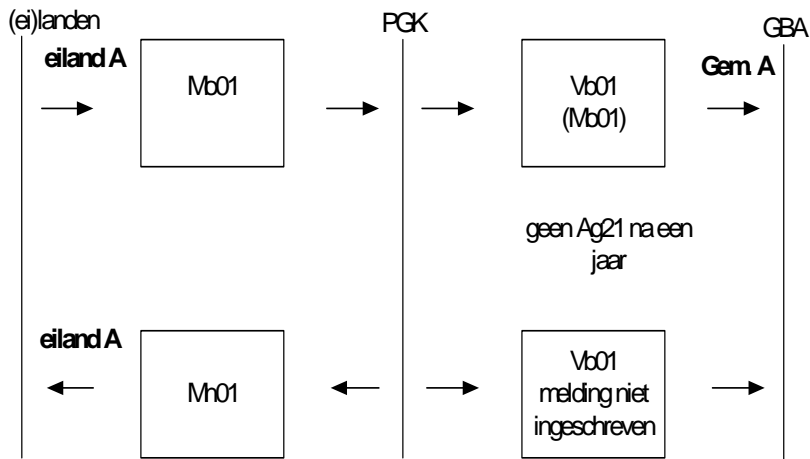 (ei)landen
PGK
GBA
eiland A
Mb01
Vb01
(Mb01)
Gem. A
geen Ag21 na een
jaar
eiland A
Mn01
Vb01
melding niet
ingeschreven